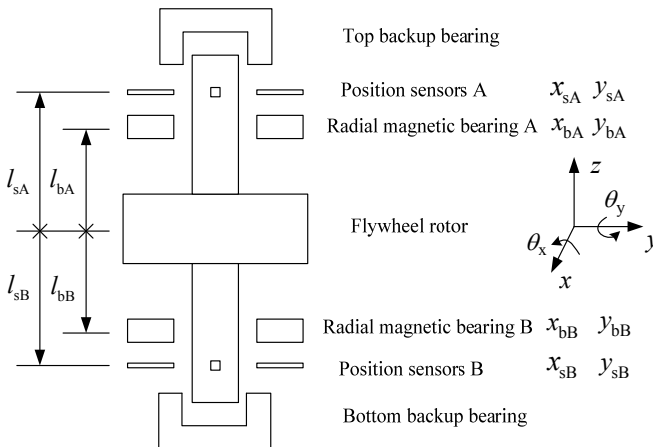 Top backup bearing
Position sensors A x_sA y_sA
Radial magnetic bearing A x_bA y_bA
l_sA l_bA
z
θ_y
Flywheel rotor
θ_x
y
x
l_sB l_bB
Radial magnetic bearing B x_bB y_bB
Position sensors B x_sB y_sB
Bottom backup bearing